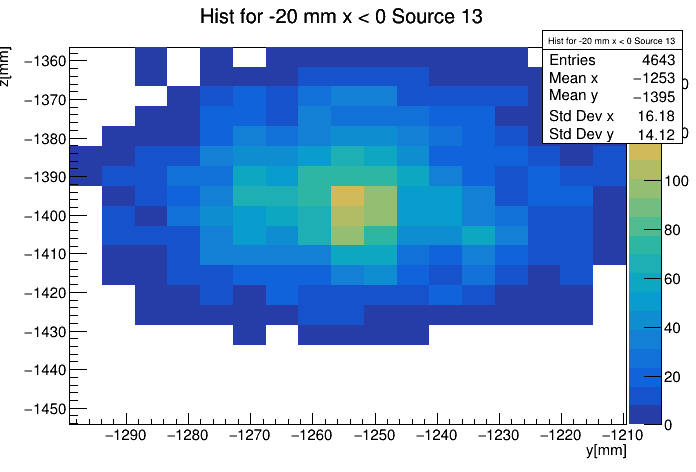 Hist for -20 mm x < 0 Source 13
z[mm]
Hist for -20 mm x < 0 Source 13
Entries 4643
Mean x −1253
Mean y −1395
Std Dev x 16.18
Std Dev y 14.12
−1360
−1370
−1380
−1390
−1400
−1410
−1420
−1430
−1440
−1450
100
80
60
40
20
0
−1290 −1280 −1270 −1260 −1250 −1240 −1230 −1220 −1210
y[mm]